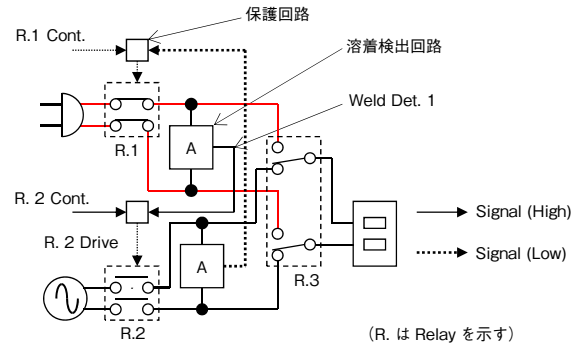 保護回路
R.1 Cont.
溶着検出回路
Weld Det. 1
A
R.1
R. 2 Cont.
Signal (High)
R. 2 Drive
Signal (Low)
A
R.3
R.2
(R. は Relay を示す)